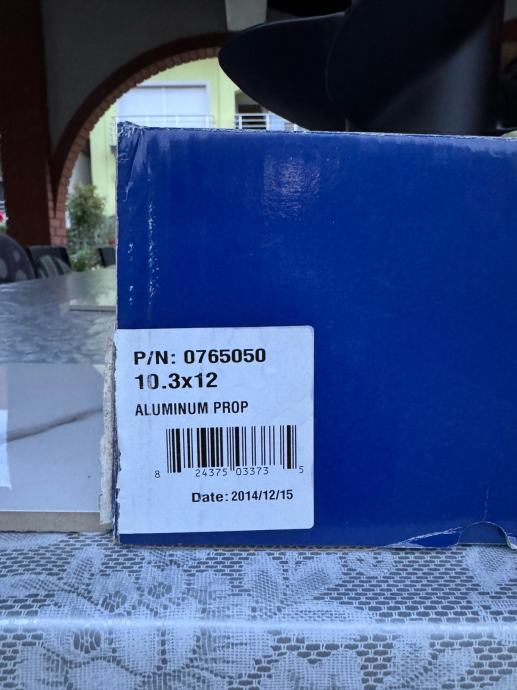 P/N: 0765050
10.3x12
ALUMINUM PROP
8 24375 03373 5
Date: 2014/12/15